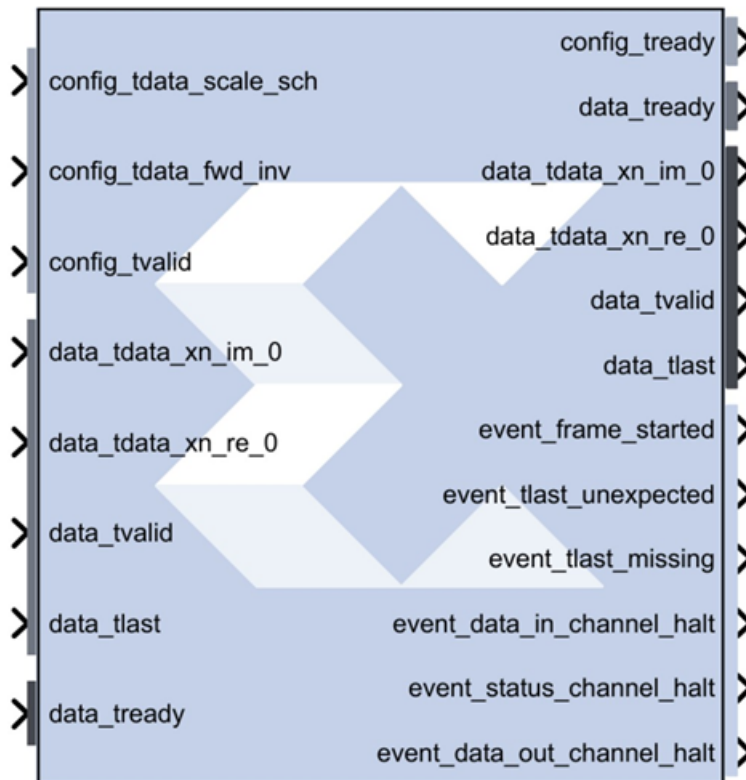 config_tdata_scale_sch
config_tdata_fwd_inv
config_tvalid
data_tdata_xn_im_0
data_tdata_xn_re_0
data_tvalid
data_tlast
data_tready
config_tready
data_tready
data_tdata_xn_im_0
data_tdata_xn_re_0
data_tvalid
data_tlast
event_frame_started
event_tlast_unexpected
event_tlast_missing
event_data_in_channel_halt
event_status_channel_halt
event_data_out_channel_halt